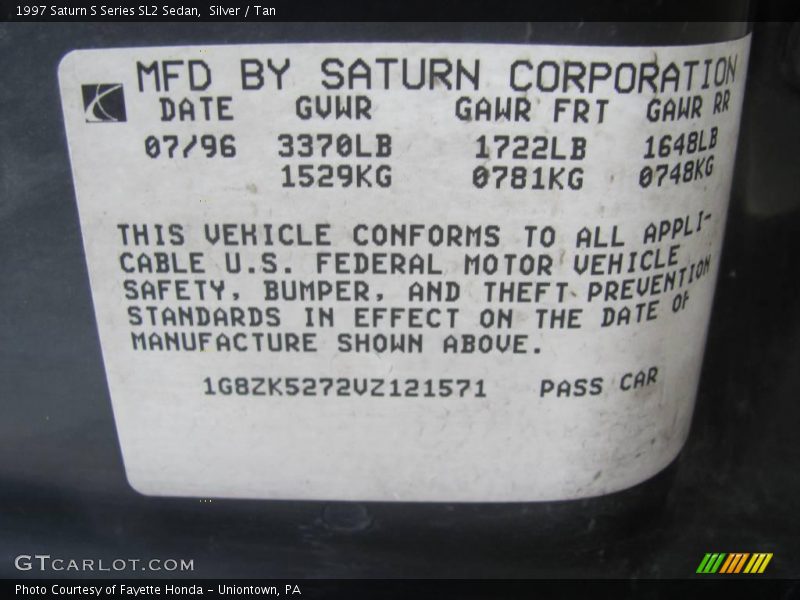 1997 Saturn S Series SL2 Sedan,  Silver / Tan
MFD BY SATURN CORPORATION
DATE GVWR GAWR FRT GAWR RR
07/96 3370LB 1722LB 1648LB
1529KG 0781KG 0748KG
THIS VEHICLE CONFORMS TO ALL APPLI-
CABLE U.S. FEDERAL MOTOR VEHICLE
SAFETY, BUMPER, AND THEFT PREVENTION
STANDARDS IN EFFECT ON THE DATE OF
MANUFACTURE SHOWN ABOVE.
1G8ZK5272VZ121571 PASS CAR
GTCARLOT.COM
Photo Courtesy of Fayette Honda - Uniontown, PA